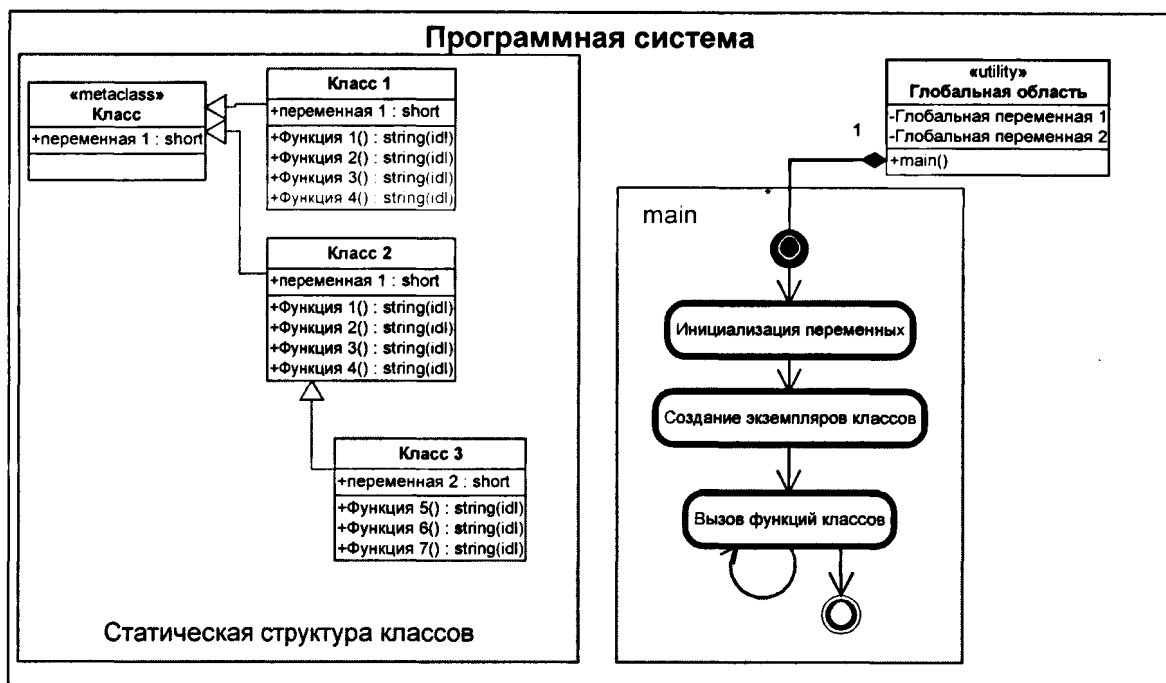 Программная система
«metaclass»
Класс
+переменная 1 : short
Класс 1
+переменная 1 : short
+Функция 1() : string(idl)
+Функция 2() : string(idl)
+Функция 3() : string(idl)
+Функция 4() : string(idl)
Класс 2
+переменная 1 : short
+Функция 1() : string(idl)
+Функция 2() : string(idl)
+Функция 3() : string(idl)
+Функция 4() : string(idl)
Класс 3
+переменная 2 : short
+Функция 5() : string(idl)
+Функция 6() : string(idl)
+Функция 7() : string(idl)
Статическая структура классов
«utility»
Глобальная область
-Глобальная переменная 1
-Глобальная переменная 2
+main()
1
*
main
Инициализация переменных
Создание экземпляров классов
Вызов функций классов